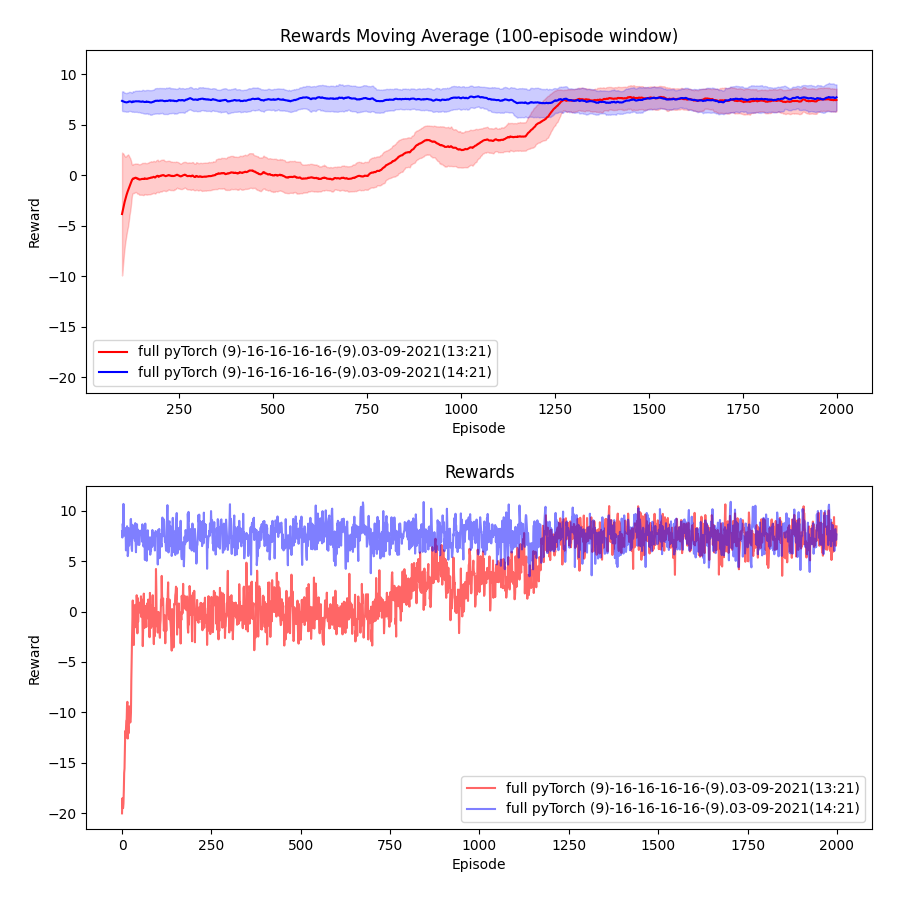 Rewards Moving Average (100-episode window)
10
5
0
−5
−10
−15
−20
Reward
full pyTorch (9)-16-16-16-16-(9).03-09-2021(13:21)
full pyTorch (9)-16-16-16-16-(9).03-09-2021(14:21)
250 500 750 1000 1250 1500 1750 2000
Episode
Rewards
10
5
0
−5
−10
−15
−20
Reward
full pyTorch (9)-16-16-16-16-(9).03-09-2021(13:21)
full pyTorch (9)-16-16-16-16-(9).03-09-2021(14:21)
0 250 500 750 1000 1250 1500 1750 2000
Episode